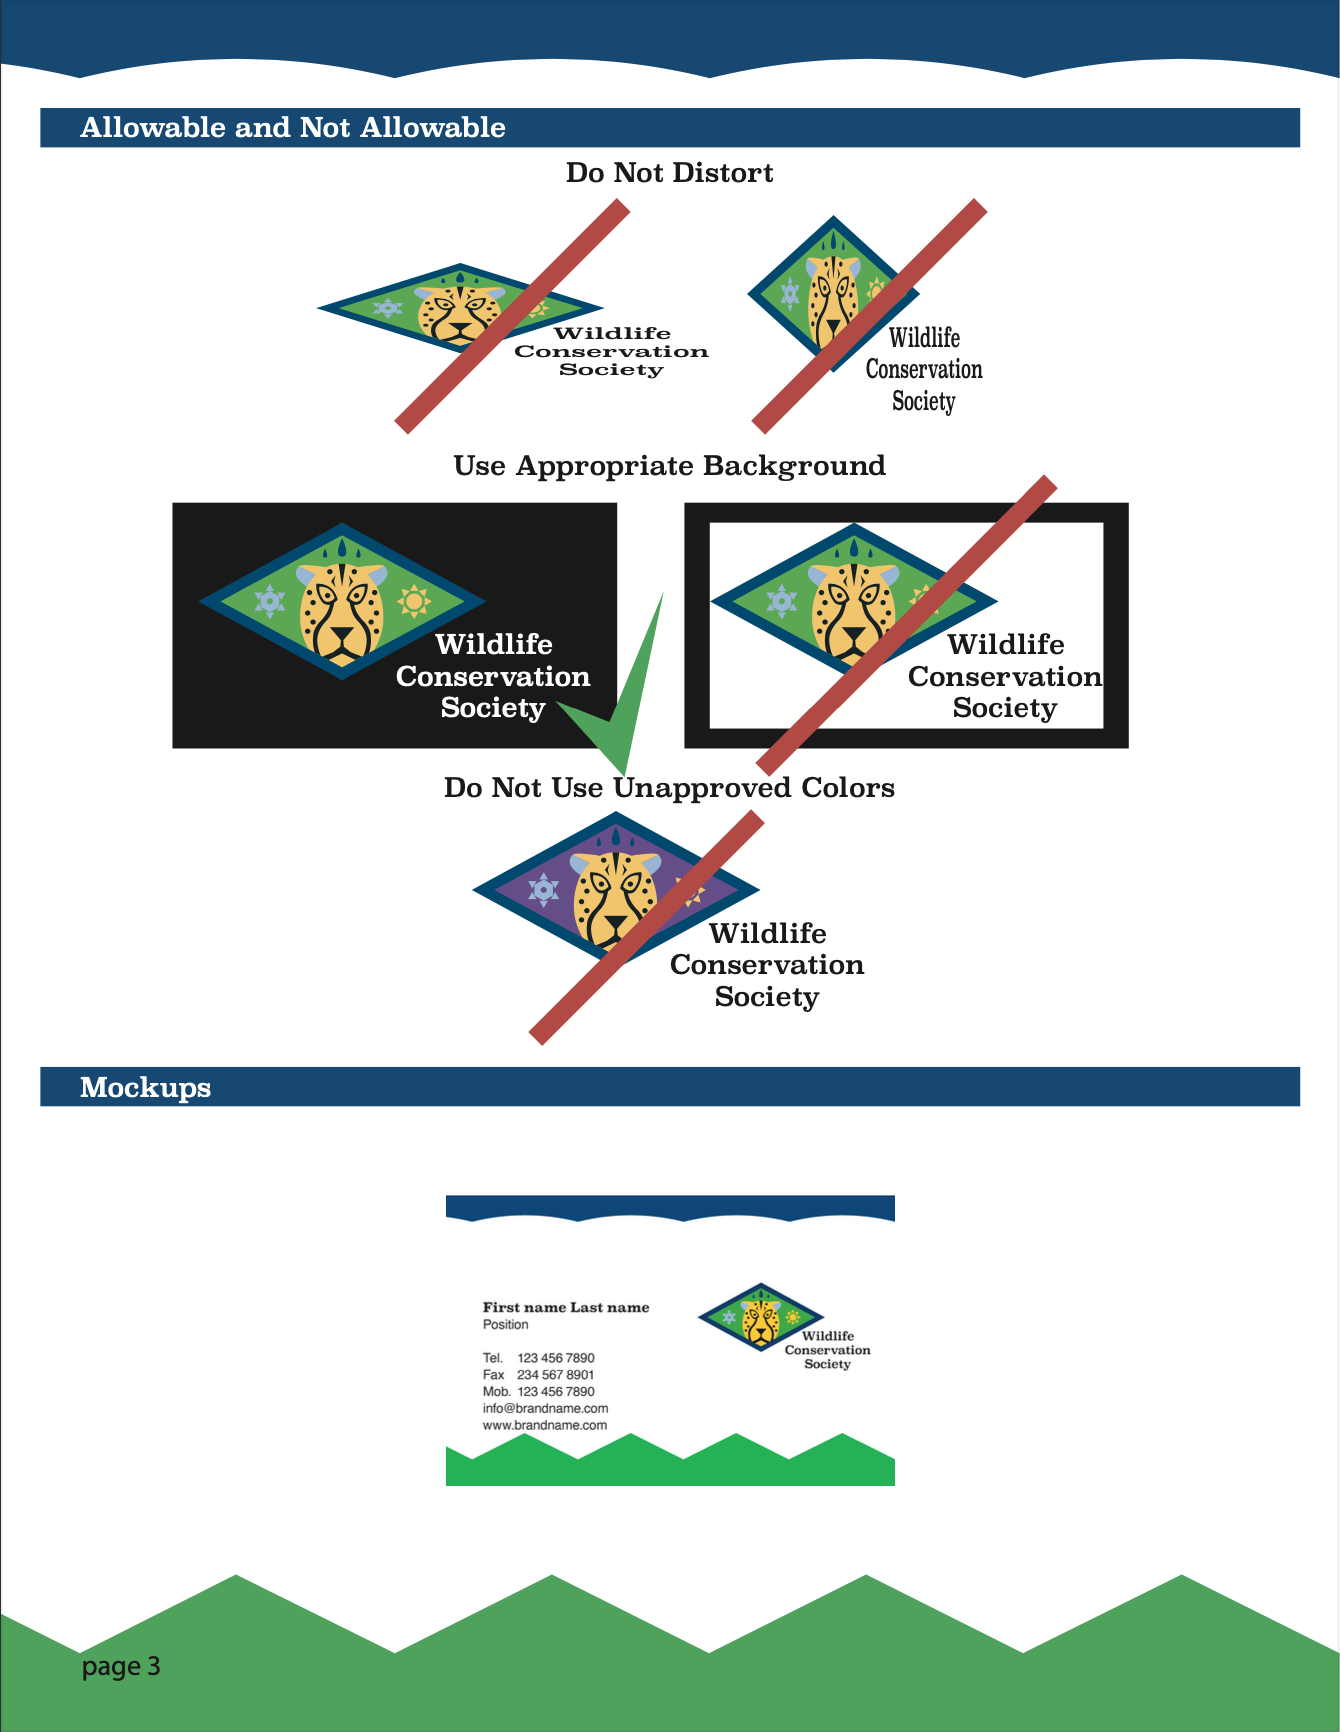 Allowable and Not Allowable
Do Not Distort
Wildlife
Conservation
Society
Wildlife
Conservation
Society
Use Appropriate Background
Wildlife
Conservation
Society
Wildlife
Conservation
Society
Do Not Use Unapproved Colors
Wildlife
Conservation
Society
Mockups
First name Last name
Position
Tel. 123 456 7890
Fax 234 567 8901
Mob. 123 456 7890
info@brandname.com
www.brandname.com
Wildlife
Conservation
Society
page 3